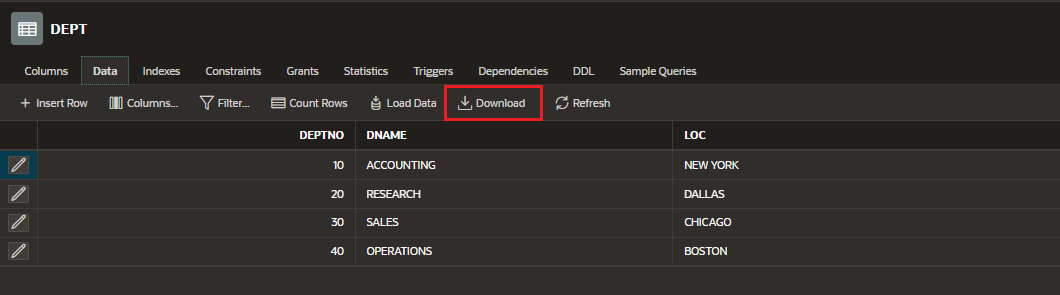 DEPT
Columns Data Indexes Constraints Grants Statistics Triggers Dependencies DDL Sample Queries
Insert Row Columns... Filter... Count Rows Load Data Download Refresh
DEPTNO DNAME LOC
10 ACCOUNTING NEW YORK
20 RESEARCH DALLAS
30 SALES CHICAGO
40 OPERATIONS BOSTON